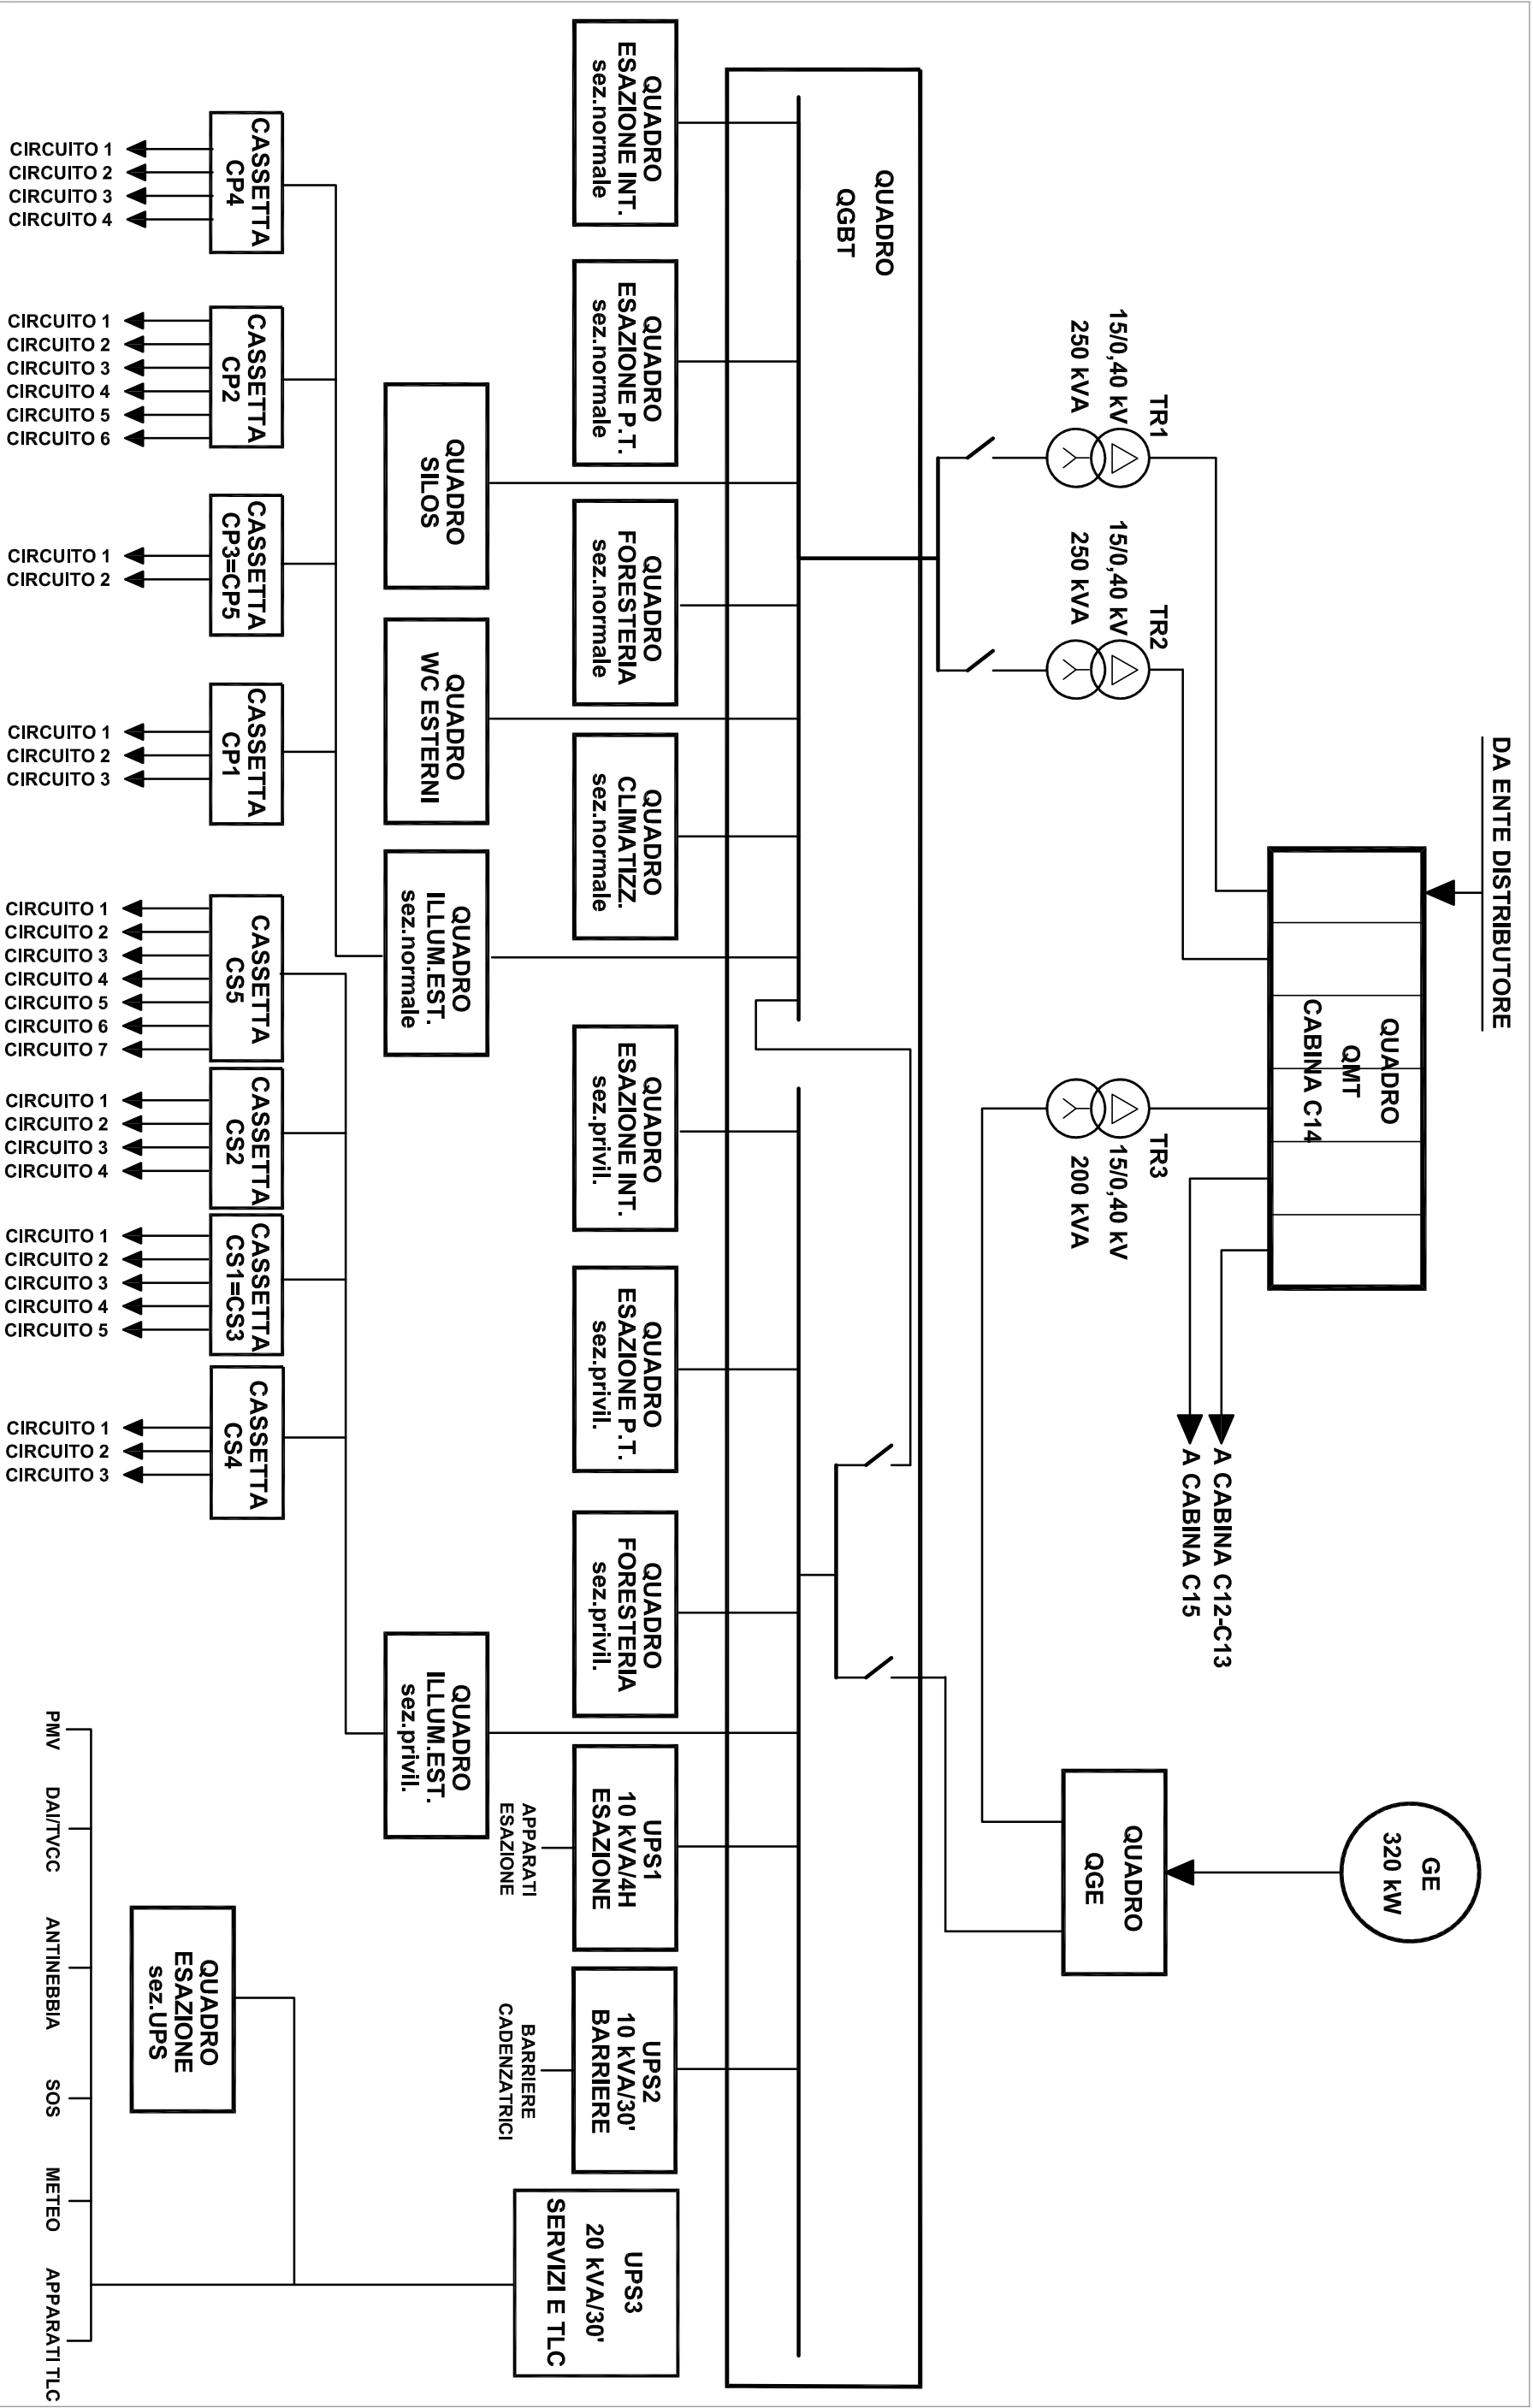 DA ENTE DISTRIBUTORE
QUADRO
QMT
CABINA C14
GE
320 kW
TR1
15/0,40 kV
250 kVA
TR2
15/0,40 kV
250 kVA
TR3
15/0,40 kV
200 kVA
A CABINA C12-C13
A CABINA C15
QUADRO
QGE
QUADRO
QGBT
QUADRO
ESAZIONE INT.
sez.normale
QUADRO
ESAZIONE P.T.
sez.normale
QUADRO
FORESTERIA
sez.normale
QUADRO
CLIMATIZZ.
sez.normale
QUADRO
ESAZIONE INT.
sez.privil.
QUADRO
ESAZIONE P.T.
sez.privil.
QUADRO
FORESTERIA
sez.privil.
UPS1
10 kVA/4H
ESAZIONE
UPS2
10 kVA/30'
BARRIERE
UPS3
20 kVA/30'
SERVIZI E TLC
APPARATI
ESAZIONE
BARRIERE
CADENZATRICI
QUADRO
SILOS
QUADRO
WC ESTERNI
QUADRO
ILLUM.EST.
sez.normale
QUADRO
ILLUM.EST.
sez.privil.
QUADRO
ESAZIONE
sez.UPS
CASSETTA
CP4
CASSETTA
CP2
CASSETTA
CP3=CP5
CASSETTA
CP1
CASSETTA
CS5
CASSETTA
CS2
CASSETTA
CS1=CS3
CASSETTA
CS4
CIRCUITO 1
CIRCUITO 2
CIRCUITO 3
CIRCUITO 4
CIRCUITO 1
CIRCUITO 2
CIRCUITO 3
CIRCUITO 4
CIRCUITO 5
CIRCUITO 6
CIRCUITO 1
CIRCUITO 2
CIRCUITO 1
CIRCUITO 2
CIRCUITO 3
CIRCUITO 1
CIRCUITO 2
CIRCUITO 3
CIRCUITO 4
CIRCUITO 5
CIRCUITO 6
CIRCUITO 7
CIRCUITO 1
CIRCUITO 2
CIRCUITO 3
CIRCUITO 4
CIRCUITO 1
CIRCUITO 2
CIRCUITO 3
CIRCUITO 4
CIRCUITO 5
CIRCUITO 1
CIRCUITO 2
CIRCUITO 3
PMV
DAI/TVCC
ANTINEBBIA
SOS
METEO
APPARATI TLC